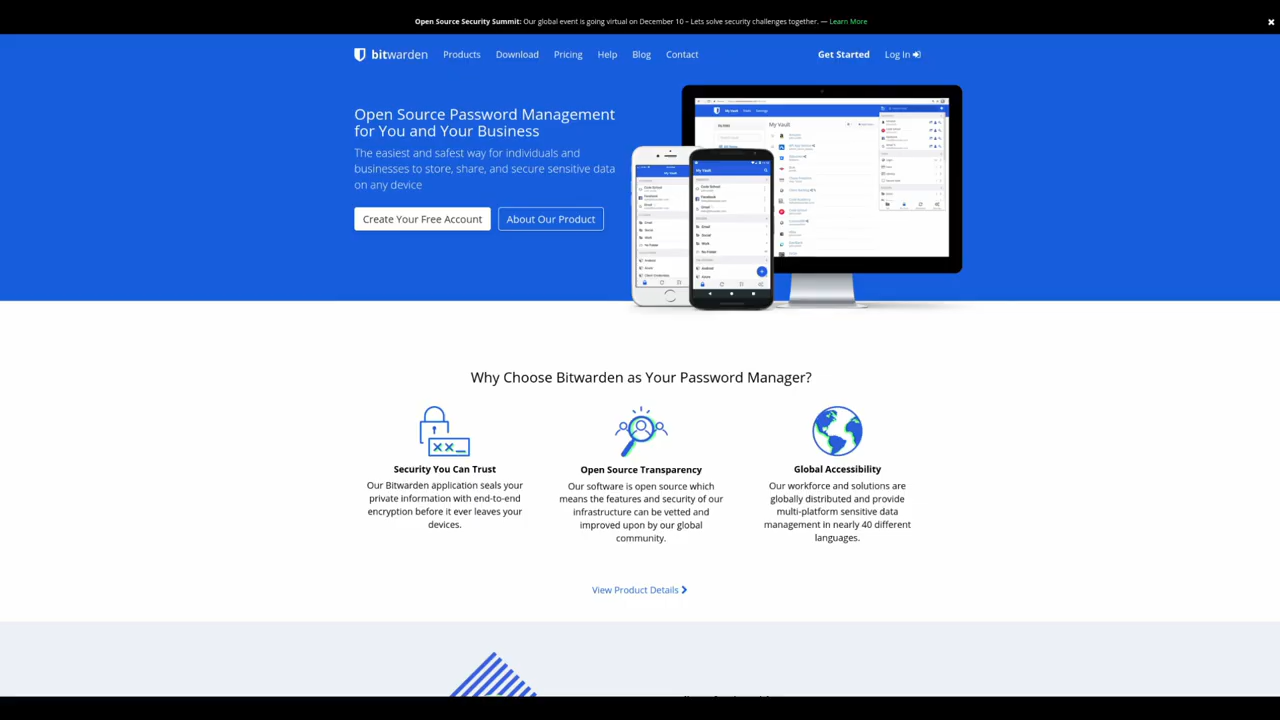 Open Source Security Summit: Our global event is going virtual on December 10 – Lets solve security challenges together. — Learn More
bitwarden Products Download Pricing Help Blog Contact Get Started Log In
Open Source Password Management
for You and Your Business
The easiest and safest way for individuals and
businesses to store, share, and secure sensitive data
on any device
Create Your Free Account About Our Product
My Vault
My Vault
My Vault
Why Choose Bitwarden as Your Password Manager?
Security You Can Trust
Our Bitwarden application seals your
private information with end-to-end
encryption before it ever leaves your
devices.
Open Source Transparency
Our software is open source which
means the features and security of our
infrastructure can be vetted and
improved upon by our global
community.
Global Accessibility
Our workforce and solutions are
globally distributed and provide
multi-platform sensitive data
management in nearly 40 different
languages.
View Product Details